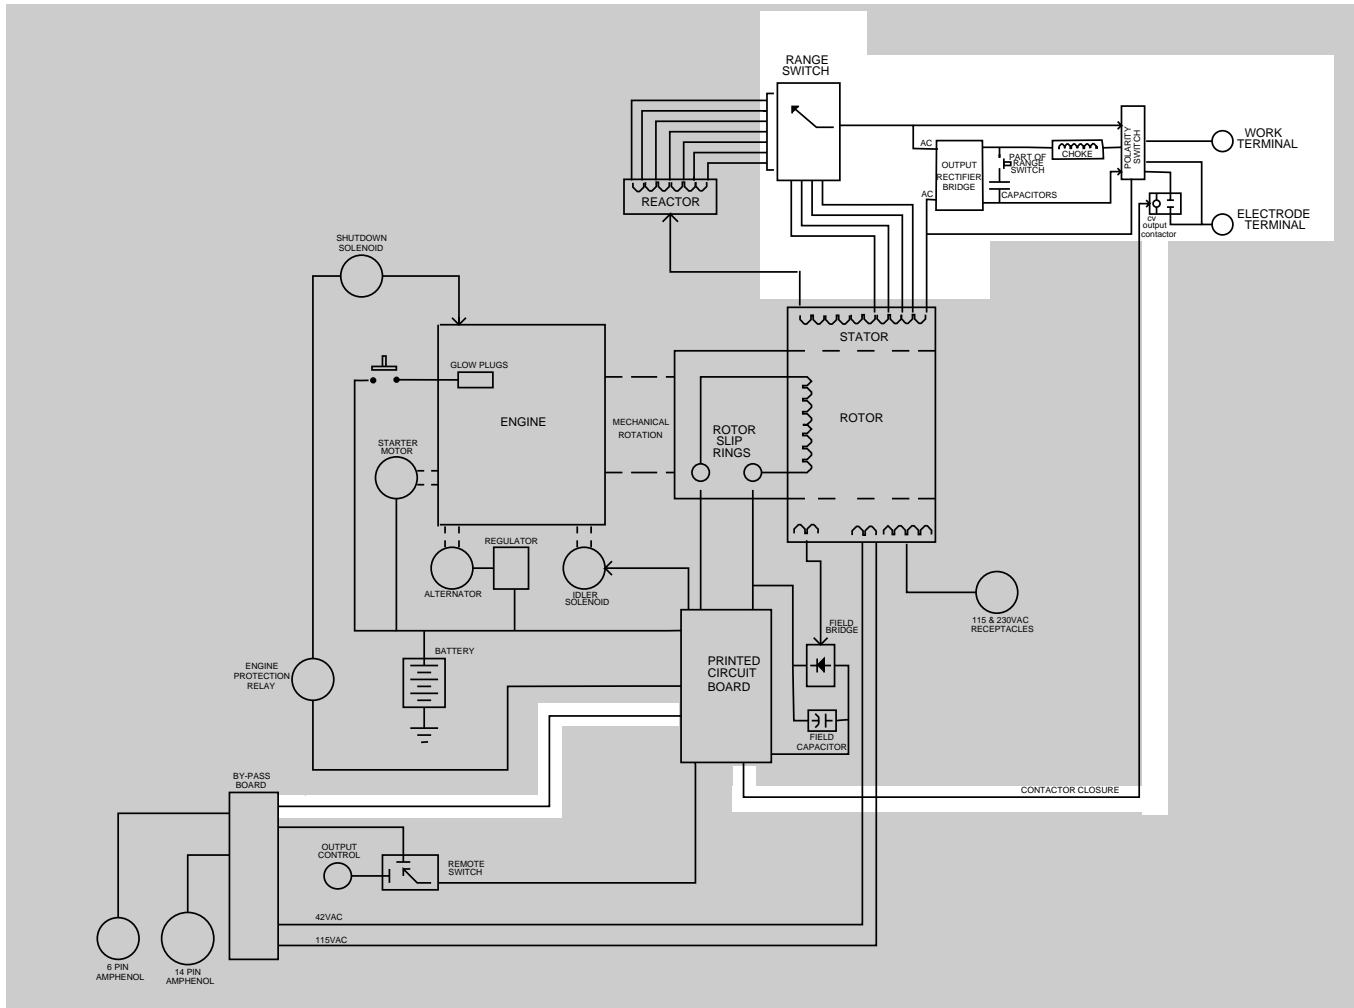 RANGE
SWITCH
WORK
TERMINAL
POLARITY
SWITCH
AC
OUTPUT
RECTIFIER
BRIDGE
AC
PART OF
RANGE
SWITCH
CHOKE
CAPACITORS
ELECTRODE
TERMINAL
cv
output
contactor
REACTOR
SHUTDOWN
SOLENOID
STATOR
GLOW PLUGS
ENGINE
MECHANICAL
ROTATION
ROTOR
SLIP
RINGS
ROTOR
STARTER
MOTOR
REGULATOR
ALTERNATOR
IDLER
SOLENOID
115 & 230VAC
RECEPTACLES
FIELD
BRIDGE
BATTERY
ENGINE
PROTECTION
RELAY
PRINTED
CIRCUIT
BOARD
FIELD
CAPACITOR
BY-PASS
BOARD
CONTACTOR CLOSURE
OUTPUT
CONTROL
REMOTE
SWITCH
42VAC
115VAC
6 PIN
AMPHENOL
14 PIN
AMPHENOL